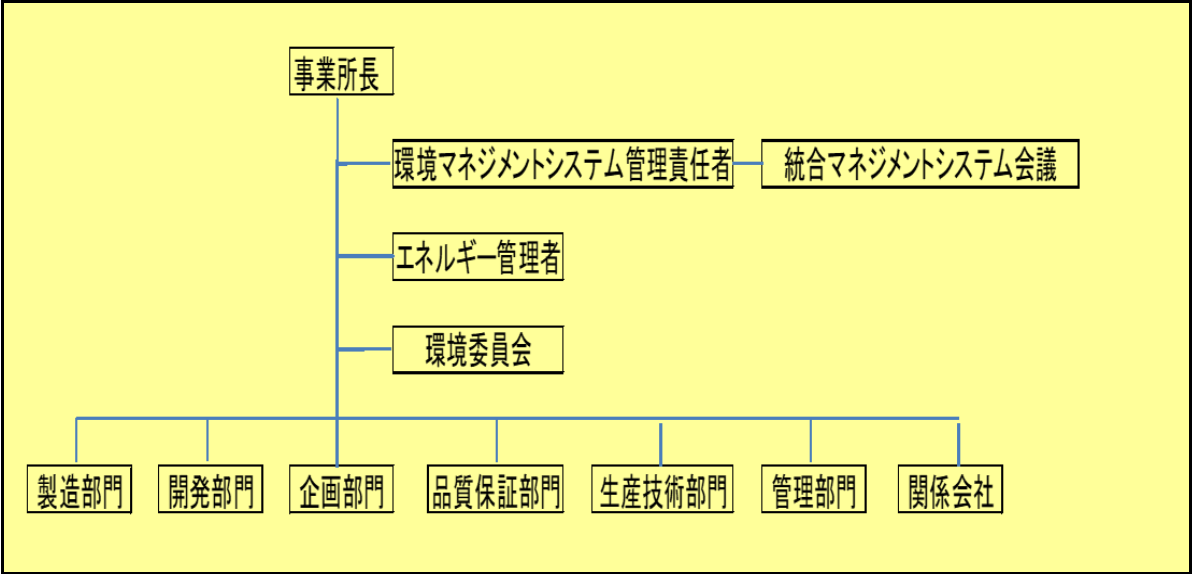 事業所長
環境マネジメントシステム管理責任者
統合マネジメントシステム会議
エネルギー管理者
環境委員会
製造部門
開発部門
企画部門
品質保証部門
生産技術部門
管理部門
関係会社